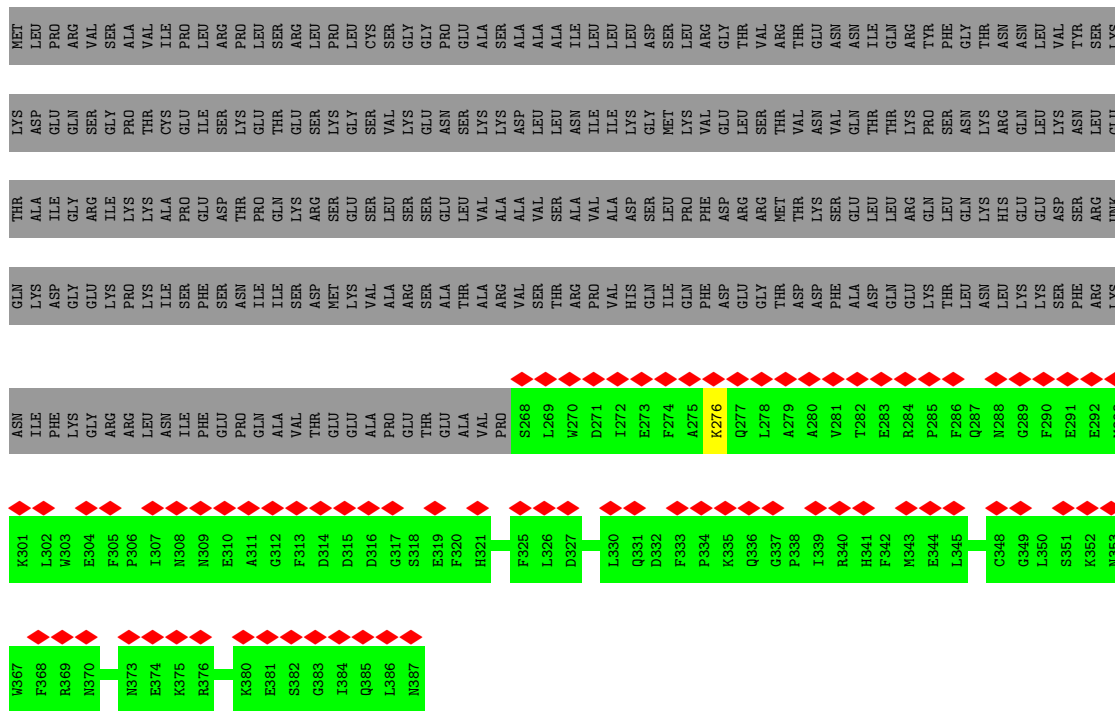 MET LEU PRO ARG VAL SER ALA VAL ILE PRO LEU ARG PRO LEU SER ARG LEU PRO LEU CYS SER GLY GLY PRO GLU ALA SER ALA ALA ALA ILE LEU LEU LEU ASP SER LEU ARG GLY THR VAL ARG THR GLU ASN ASN ILE GLN ARG TYR PHE GLY THR ASN ASN LEU VAL TYR SER
LYS ASP GLU GLN SER GLY PRO THR CYS GLU ILE SER LYS GLU THR GLU SER LYS GLY SER VAL LYS GLU ASN SER LYS LYS ASP LEU LEU ASN ILE ILE LYS GLY MET LYS VAL GLU LEU SER THR VAL ASN VAL GLN THR THR LYS PRO SER ASN LYS ARG GLN LEU LYS ASN LEU
THR ALA ILE GLY ARG ILE LYS LYS ALA PRO GLU ASP THR PRO GLN LYS ARG SER GLU SER LEU SER SER GLU LEU VAL ALA ALA VAL SER ALA VAL ALA ASP SER LEU PRO PHE ASP ARG ARG MET THR LYS SER GLU LEU LEU ARG GLN LEU GLN LYS HIS GLU GLU ASP SER ARG
GLN LYS ASP GLY GLU LYS PRO LYS ILE SER PHE SER ASN ILE ILE SER ASP MET LYS VAL ALA ARG SER ALA THR ALA ARG VAL SER THR ARG PRO VAL HIS GLN ILE GLN PHE ASP GLU GLY THR ASP ASP PHE ALA ASP GLN GLU LYS THR LEU ASN LEU LYS LYS SER PHE ARG
ASN ILE PHE LYS GLY ARG ARG LEU ASN ILE PHE GLU PRO GLN ALA VAL THR GLU GLU ALA PRO GLU THR GLU ALA VAL PRO S268 L269 W270 D271 I272 E273 F274 A275 K276 Q277 L278 A279 A280 V281 T282 E283 R284 P285 F286 Q287 N288 G289 F290 E291 E292
K301 L302 W303 E304 F305 P306 I307 N308 N309 E310 A311 G312 F313 D314 D315 D316 G317 S318 E319 F320 H321 F325 L326 D327 L330 Q331 D332 F333 P334 K335 Q336 G337 P338 I339 R340 H341 F342 M343 E344 L345 C348 G349 L350 S351 K352 N353
W367 F368 R369 N370 N373 E374 K375 R376 K380 E381 S382 G383 I384 Q385 L386 N387